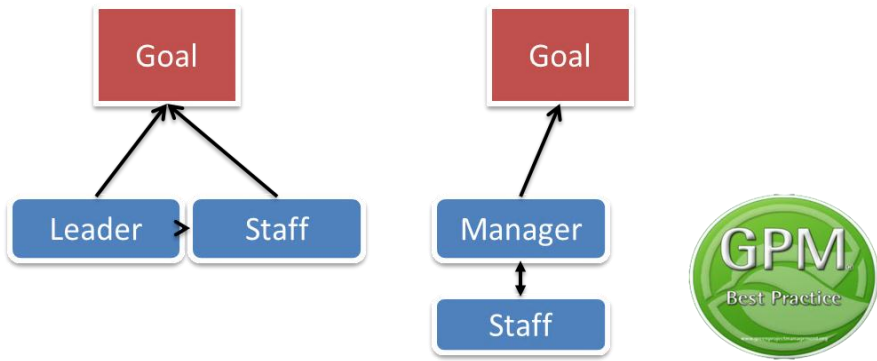 Goal
Goal
Leader > Staff
Manager
Staff
GPM
Best Practice